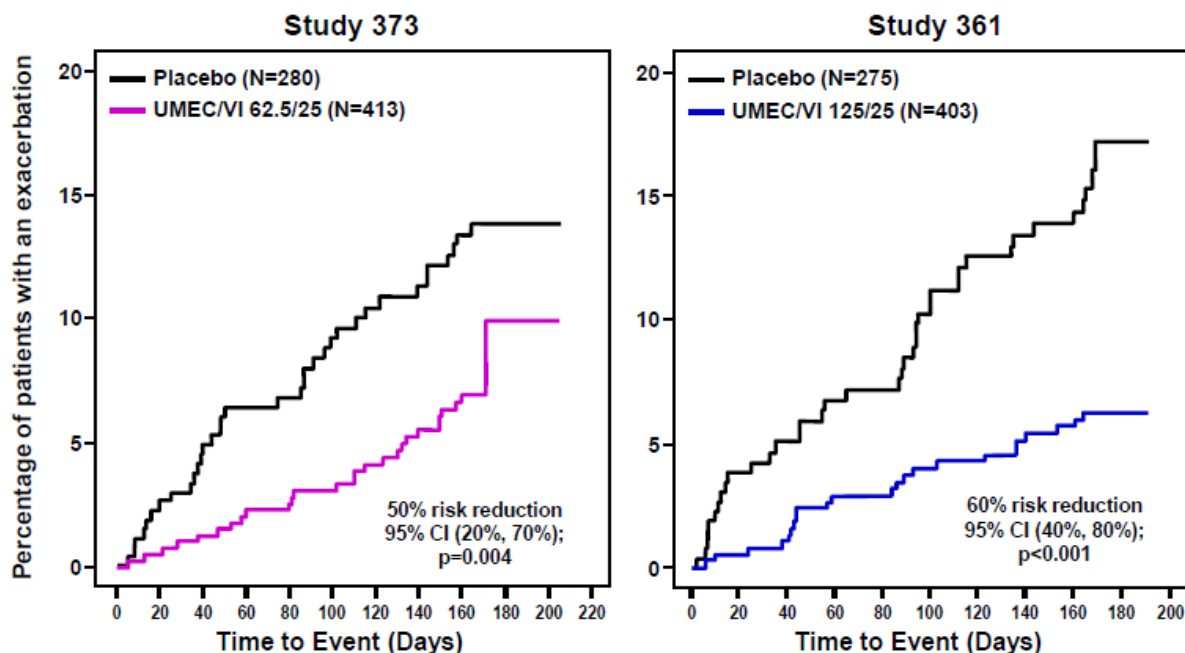 Study 373
Percentage of patients with an exacerbation
20
15
10
5
0
Placebo (N=280)
UMEC/VI 62.5/25 (N=413)
50% risk reduction
95% CI (20%, 70%);
p=0.004
0 20 40 60 80 100 120 140 160 180 200 220
Time to Event (Days)
Study 361
20
15
10
5
0
Placebo (N=275)
UMEC/VI 125/25 (N=403)
60% risk reduction
95% CI (40%, 80%);
p<0.001
0 20 40 60 80 100 120 140 160 180 200
Time to Event (Days)